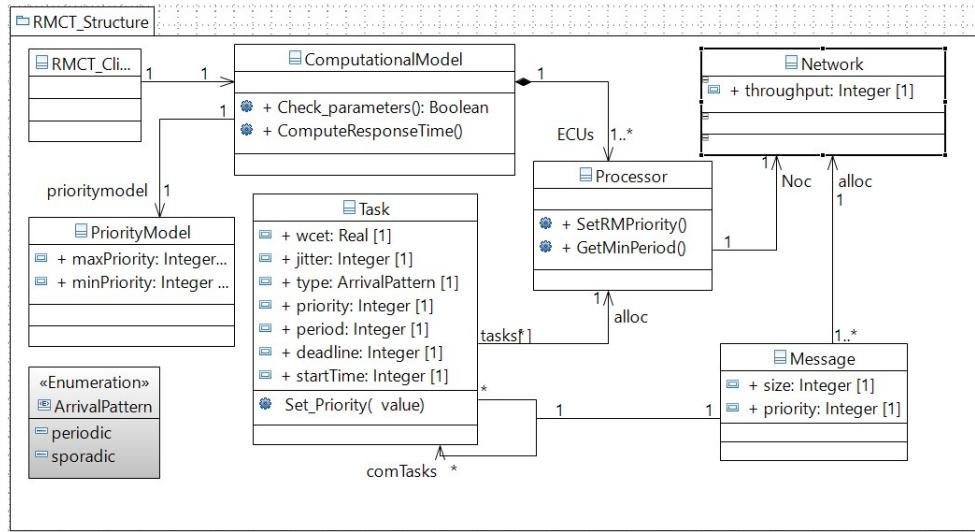 RMCT_Structure
RMCT_Cli...
ComputationalModel
+ Check_parameters(): Boolean
+ ComputeResponseTime()
Network
+ throughput: Integer [1]
1
1
1
1
ECUs
1..*
prioritymodel
1
Processor
+ SetRMPriority()
+ GetMinPeriod()
1
Noc
alloc
1
1
PriorityModel
+ maxPriority: Integer...
+ minPriority: Integer ...
Task
+ wcet: Real [1]
+ jitter: Integer [1]
+ type: ArrivalPattern [1]
+ priority: Integer [1]
+ period: Integer [1]
+ deadline: Integer [1]
+ startTime: Integer [1]
Set_Priority( value)
1
alloc
tasks[*]
1..*
Message
+ size: Integer [1]
+ priority: Integer [1]
*
1
1
comTasks
*
«Enumeration»
ArrivalPattern
periodic
sporadic